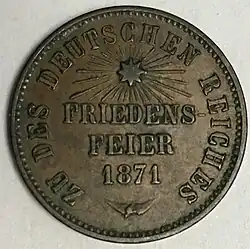 ZU DES DEUTSCHEN REICHES
FRIEDENS-
FEIER
1871